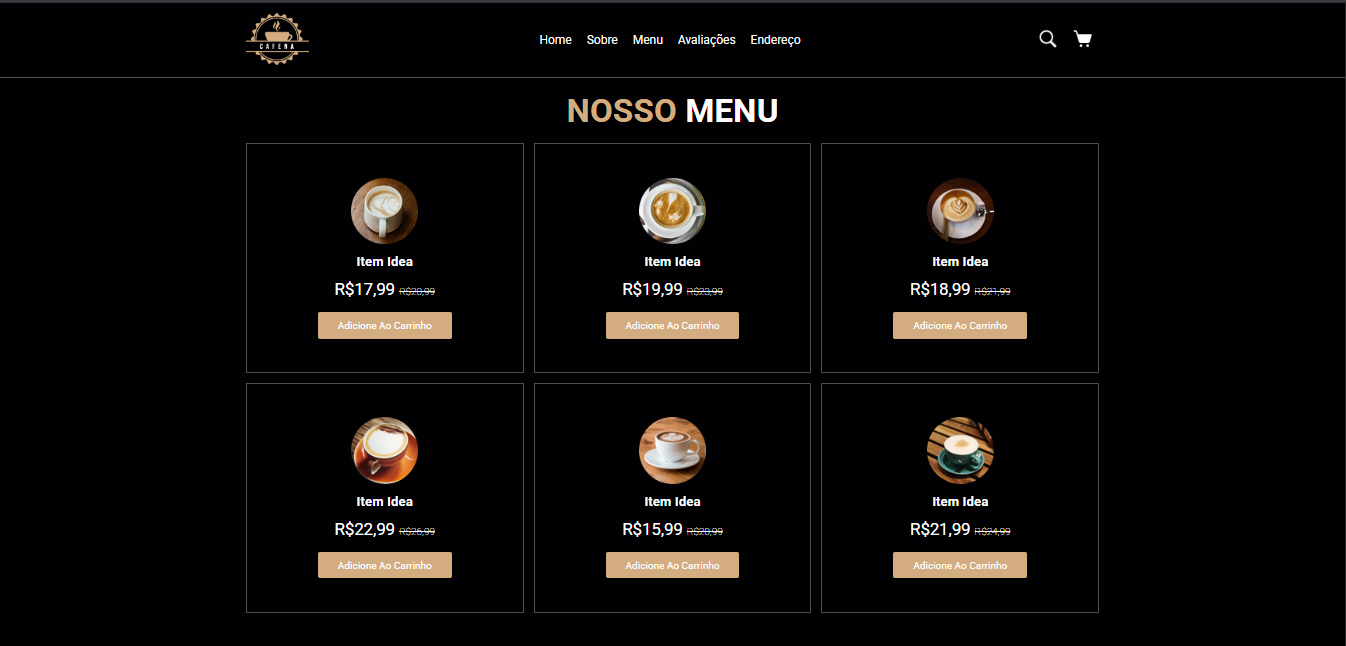 CAFENA
Home Sobre Menu Avaliações Endereço
NOSSO MENU
Item Idea
R$17,99 R$20,99
Adicione Ao Carrinho
Item Idea
R$19,99 R$23,99
Adicione Ao Carrinho
Item Idea
R$18,99 R$21,99
Adicione Ao Carrinho
Item Idea
R$22,99 R$26,99
Adicione Ao Carrinho
Item Idea
R$15,99 R$20,99
Adicione Ao Carrinho
Item Idea
R$21,99 R$24,99
Adicione Ao Carrinho